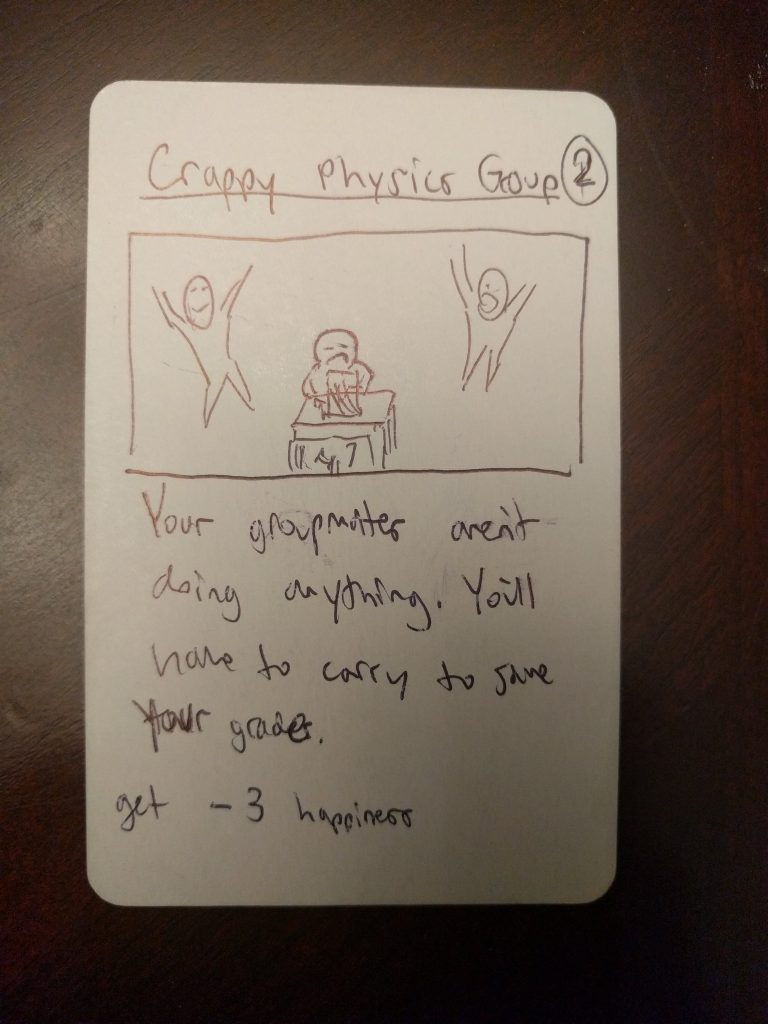 Crappy Physics Group 2
Your groupmates aren't
doing anything. You'll
have to carry to save
your grades.
get -3 happiness